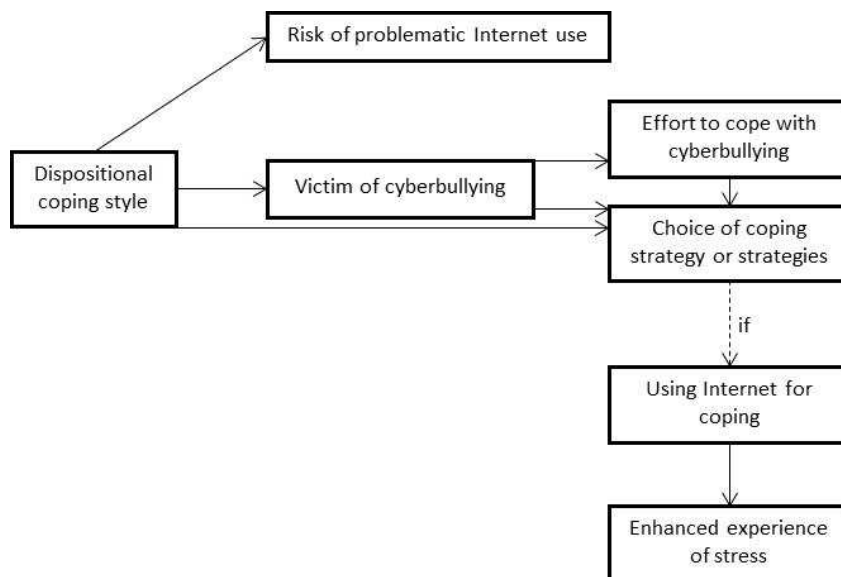 Risk of problematic Internet use
Effort to cope with
cyberbullying
Dispositional
coping style
Victim of cyberbullying
Choice of coping
strategy or strategies
if
Using Internet for
coping
Enhanced experience
of stress